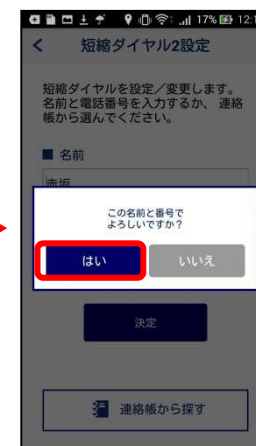 17% 12:1
短縮ダイヤル2設定
短縮ダイヤルを設定／変更します。
名前と電話番号を入力するか、 連絡
帳から選んでください。
■ 名前
赤坂
この名前と番号で
よろしいですか？
はい いいえ
決定
連絡帳から探す